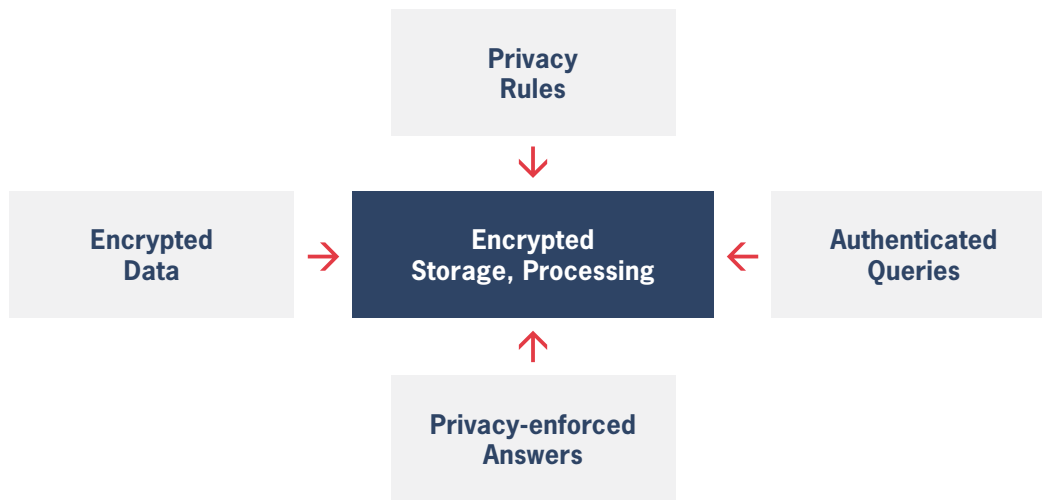 Privacy
Rules
Encrypted
Data
Encrypted
Storage, Processing
Authenticated
Queries
Privacy-enforced
Answers